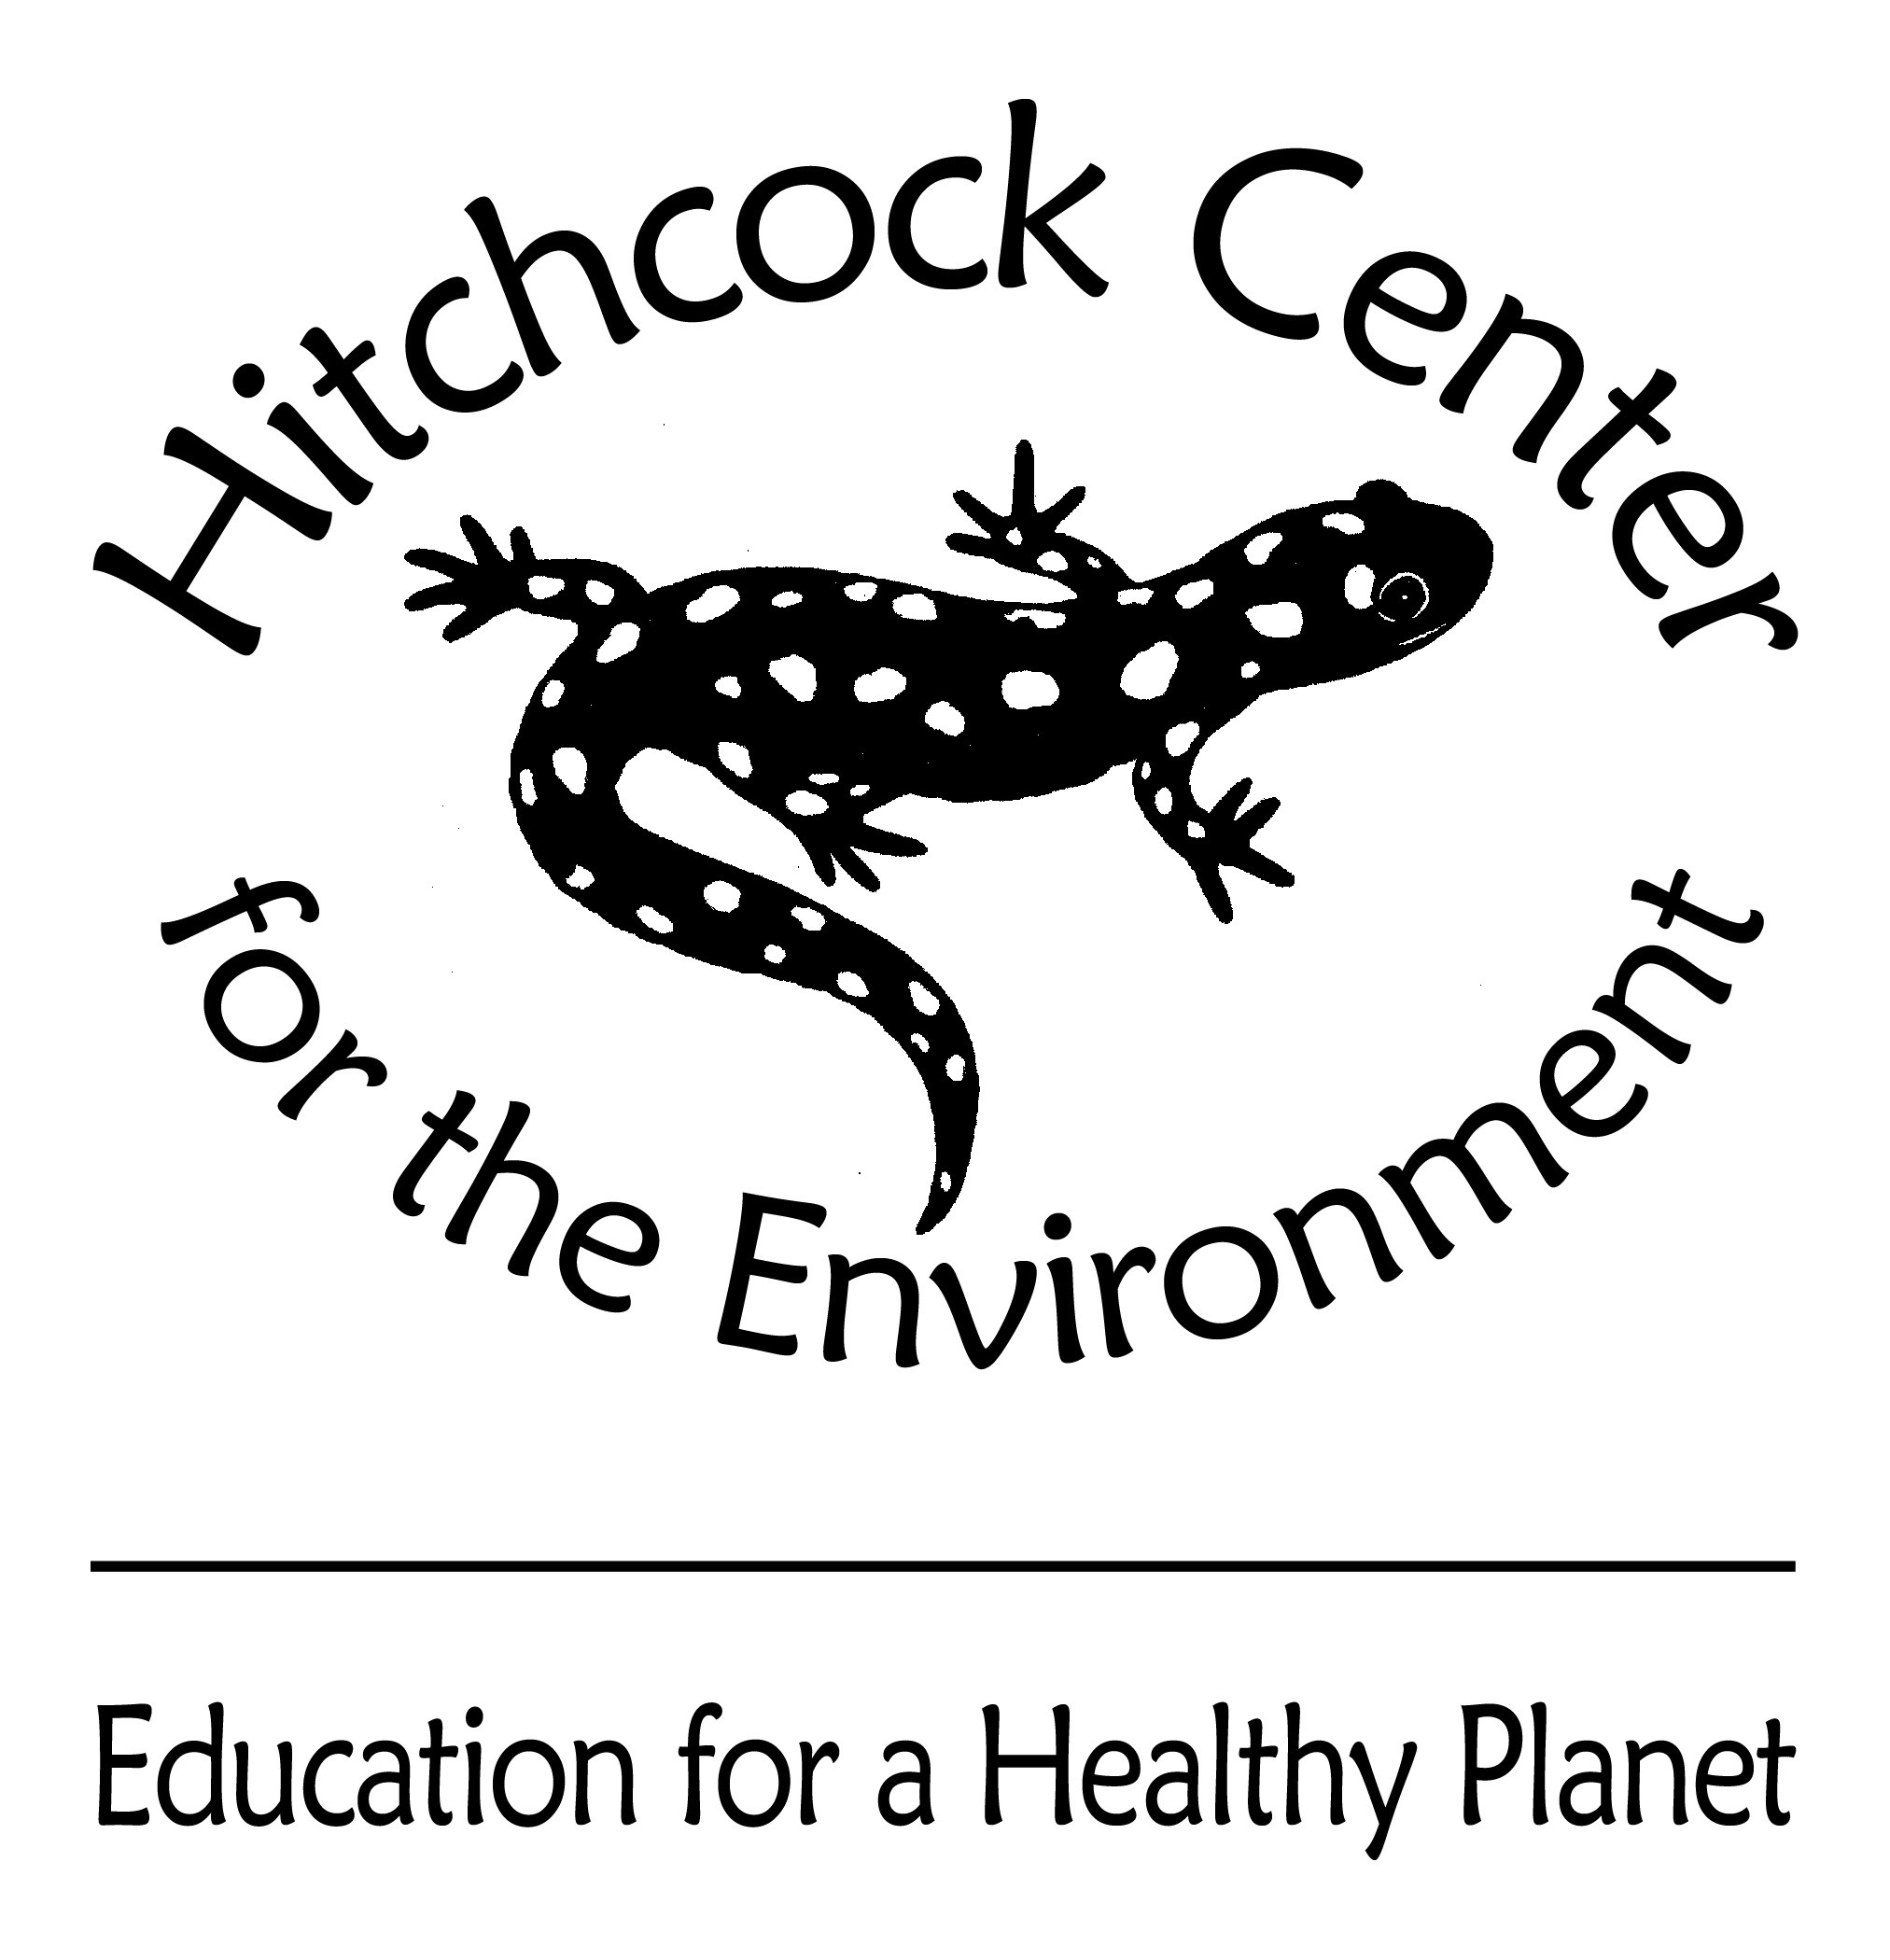 Hitchcock Center
for the Environment
Education for a Healthy Planet